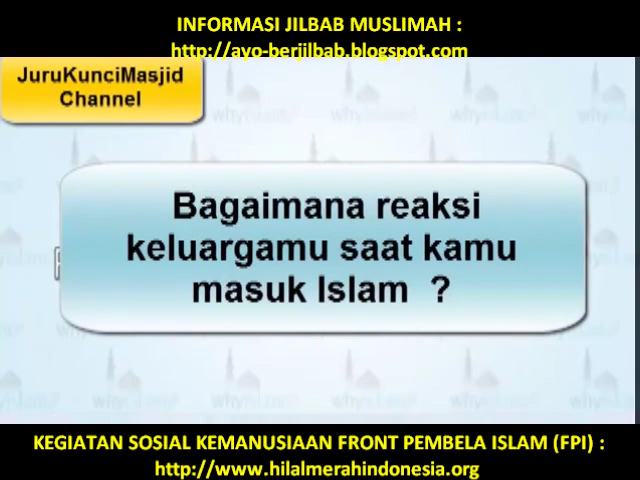 INFORMASI JILBAB MUSLIMAH :
http://ayo-berjilbab.blogspot.com
JuruKunciMasjid
Channel
Bagaimana reaksi
keluargamu saat kamu
masuk Islam ?
KEGIATAN SOSIAL KEMANUSIAAN FRONT PEMBELA ISLAM (FPI) :
http://www.hilalmerahindonesia.org